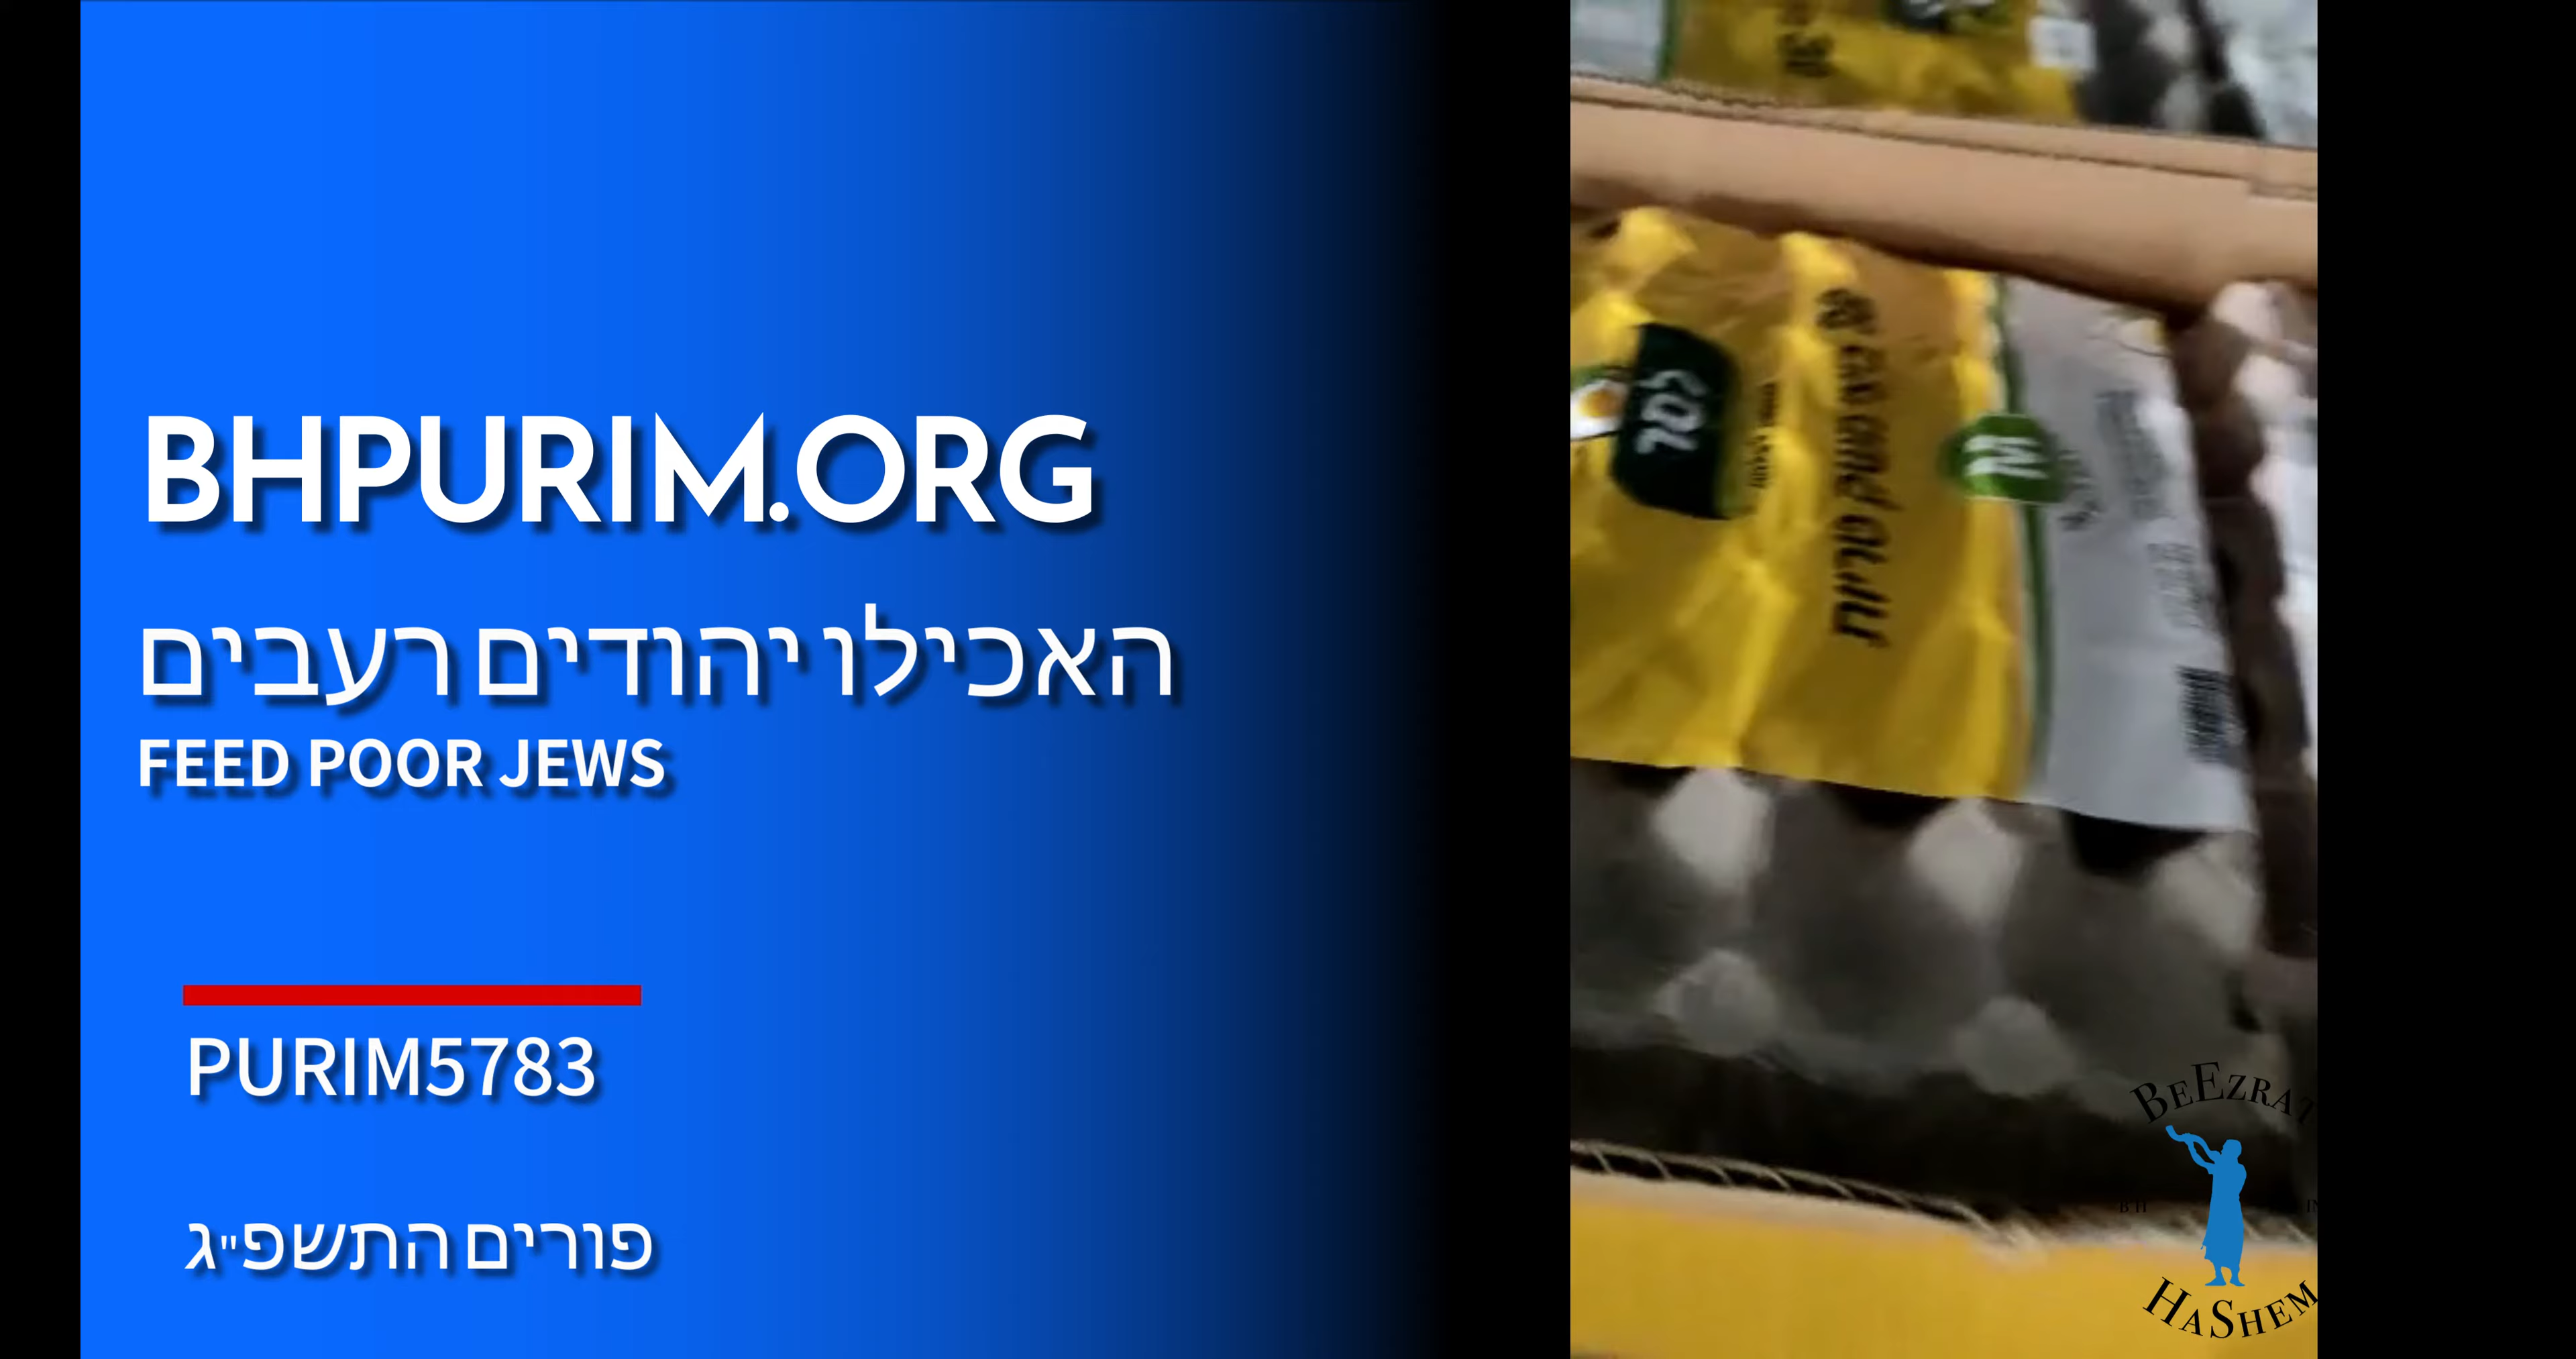 BHPURIM.ORG
האכילו יהודים רעבים
FEED POOR JEWS
PURIM5783
פורים התשפ"ג
BEEZRAT
HASHEM